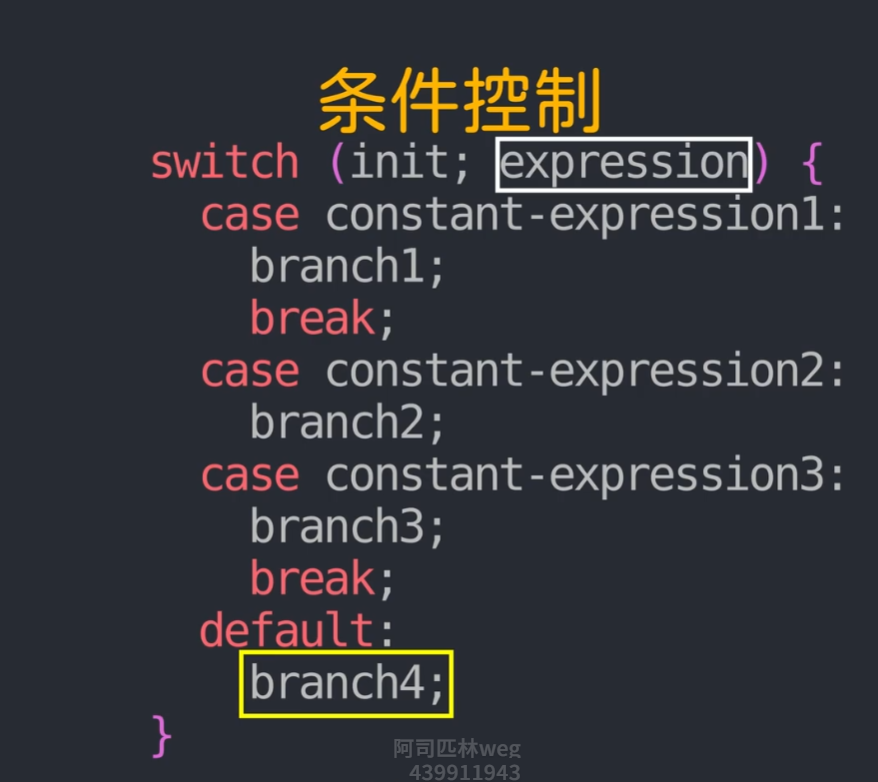 条件控制
switch (init; expression) {
case constant-expression1:
branch1;
break;
case constant-expression2:
branch2;
case constant-expression3:
branch3;
break;
default:
branch4;
}
阿司匹林weg
439911943